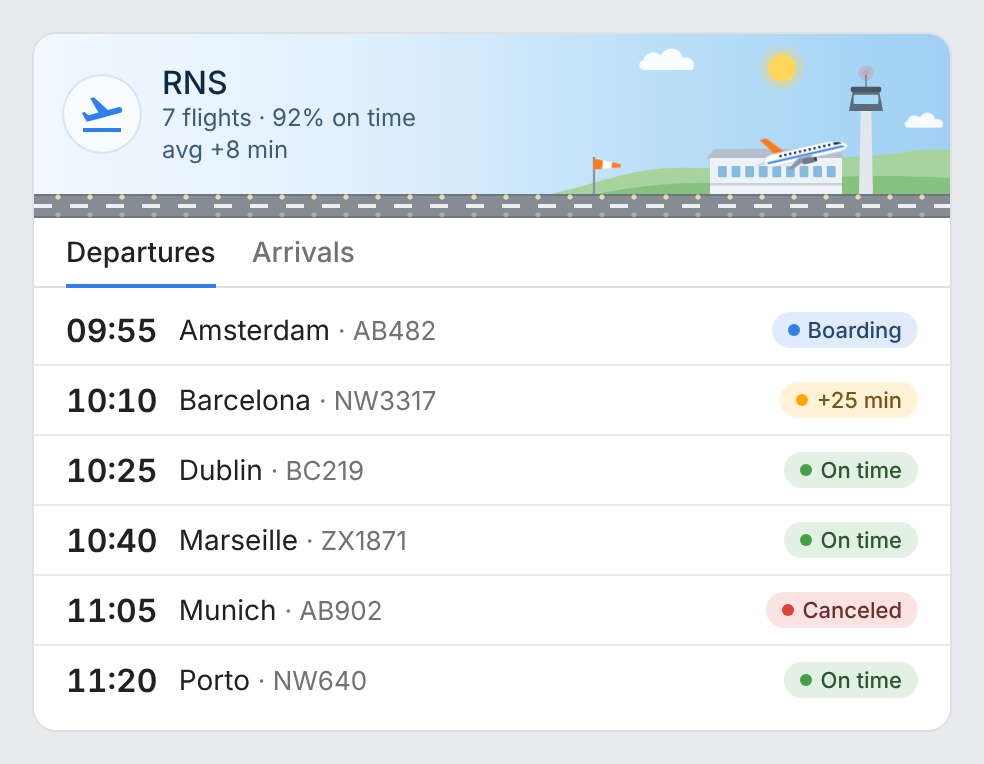 RNS
7 flights · 92% on time
avg +8 min
Departures Arrivals
09:55 Amsterdam · AB482 Boarding
10:10 Barcelona · NW3317 +25 min
10:25 Dublin · BC219 On time
10:40 Marseille · ZX1871 On time
11:05 Munich · AB902 Canceled
11:20 Porto · NW640 On time